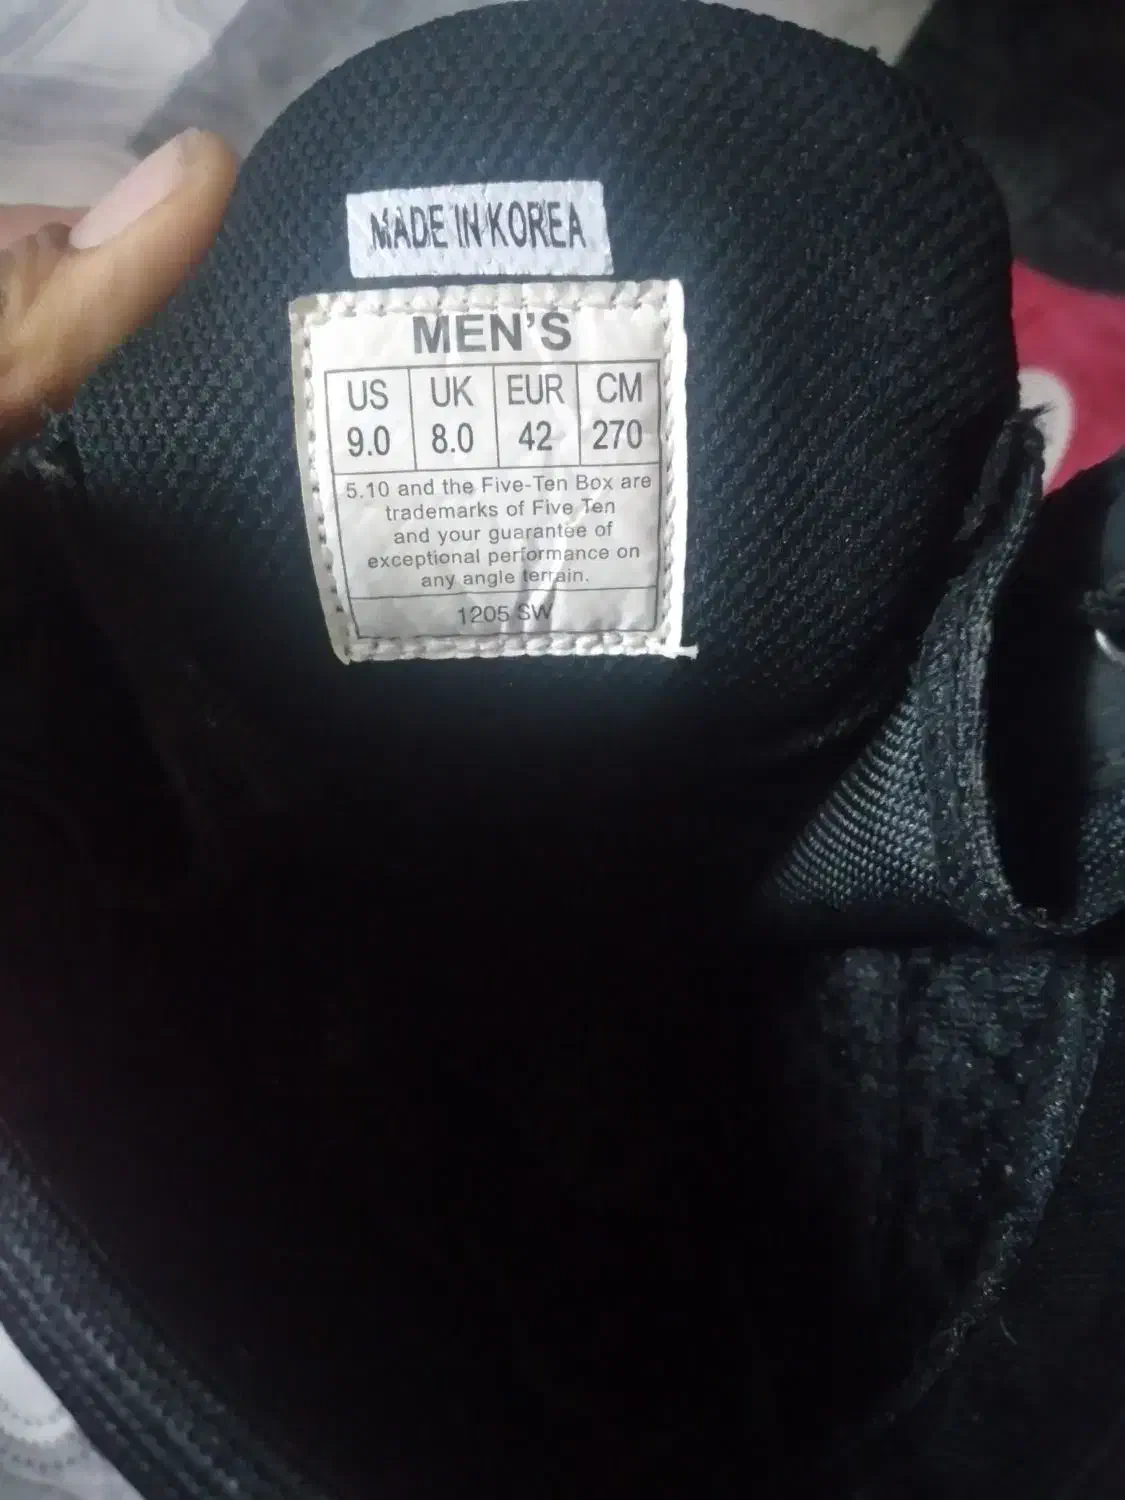 MADE IN KOREA
MEN'S
US UK EUR CM
9.0 8.0 42 270
5.10 and the Five-Ten Box are
trademarks of Five Ten
and your guarantee of
exceptional performance on
any angle terrain.
1205 SW